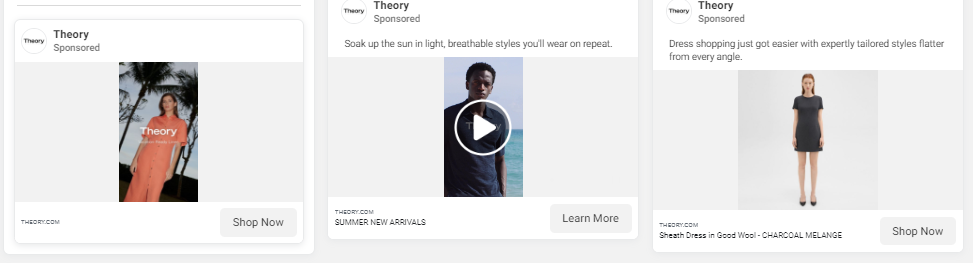 Theory
Theory
Sponsored
Theory
THEORY.COM
Shop Now
Theory
Theory
Sponsored
Soak up the sun in light, breathable styles you'll wear on repeat.
Theory
THEORY.COM
SUMMER NEW ARRIVALS
Learn More
Theory
Theory
Sponsored
Dress shopping just got easier with expertly tailored styles flatter
from every angle.
THEORY.COM
Sheath Dress in Good Wool - CHARCOAL MELANGE
Shop Now